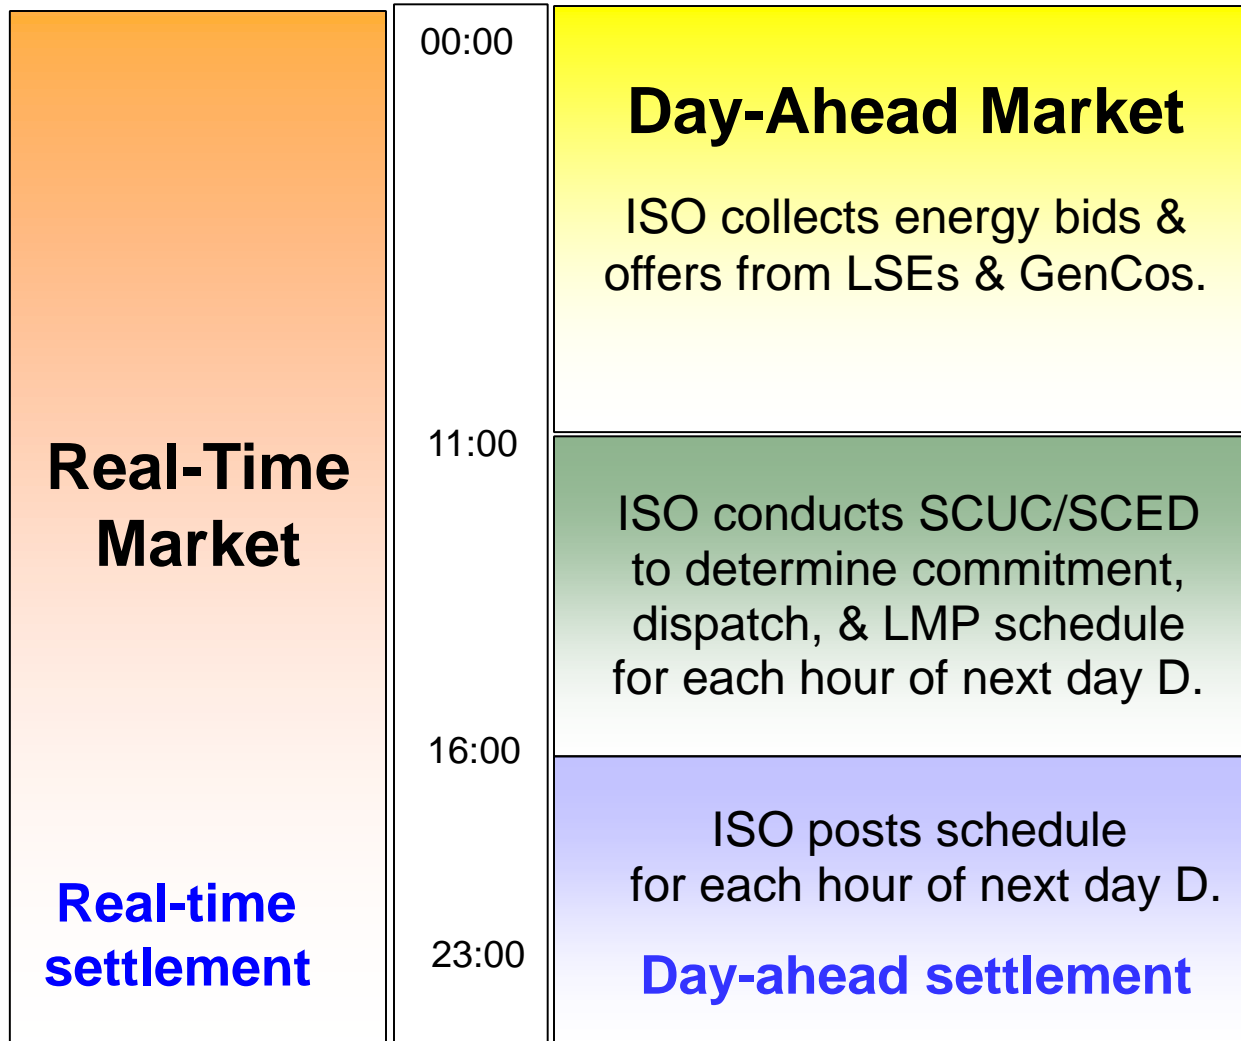 Real-Time
Market
Real-time
settlement
00:00
11:00
16:00
23:00
Day-Ahead Market
ISO collects energy bids &
offers from LSEs & GenCos.
ISO conducts SCUC/SCED
to determine commitment,
dispatch, & LMP schedule
for each hour of next day D.
ISO posts schedule
for each hour of next day D.
Day-ahead settlement